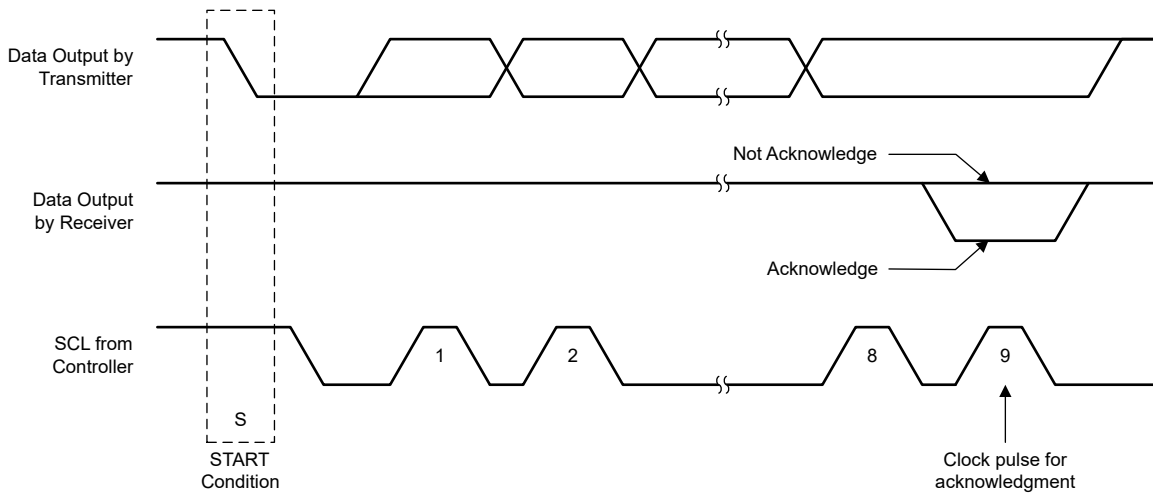 Data Output by
Transmitter
Not Acknowledge
Data Output
by Receiver
Acknowledge
SCL from
Controller
1
2
8
9
S
START
Condition
Clock pulse for
acknowledgment